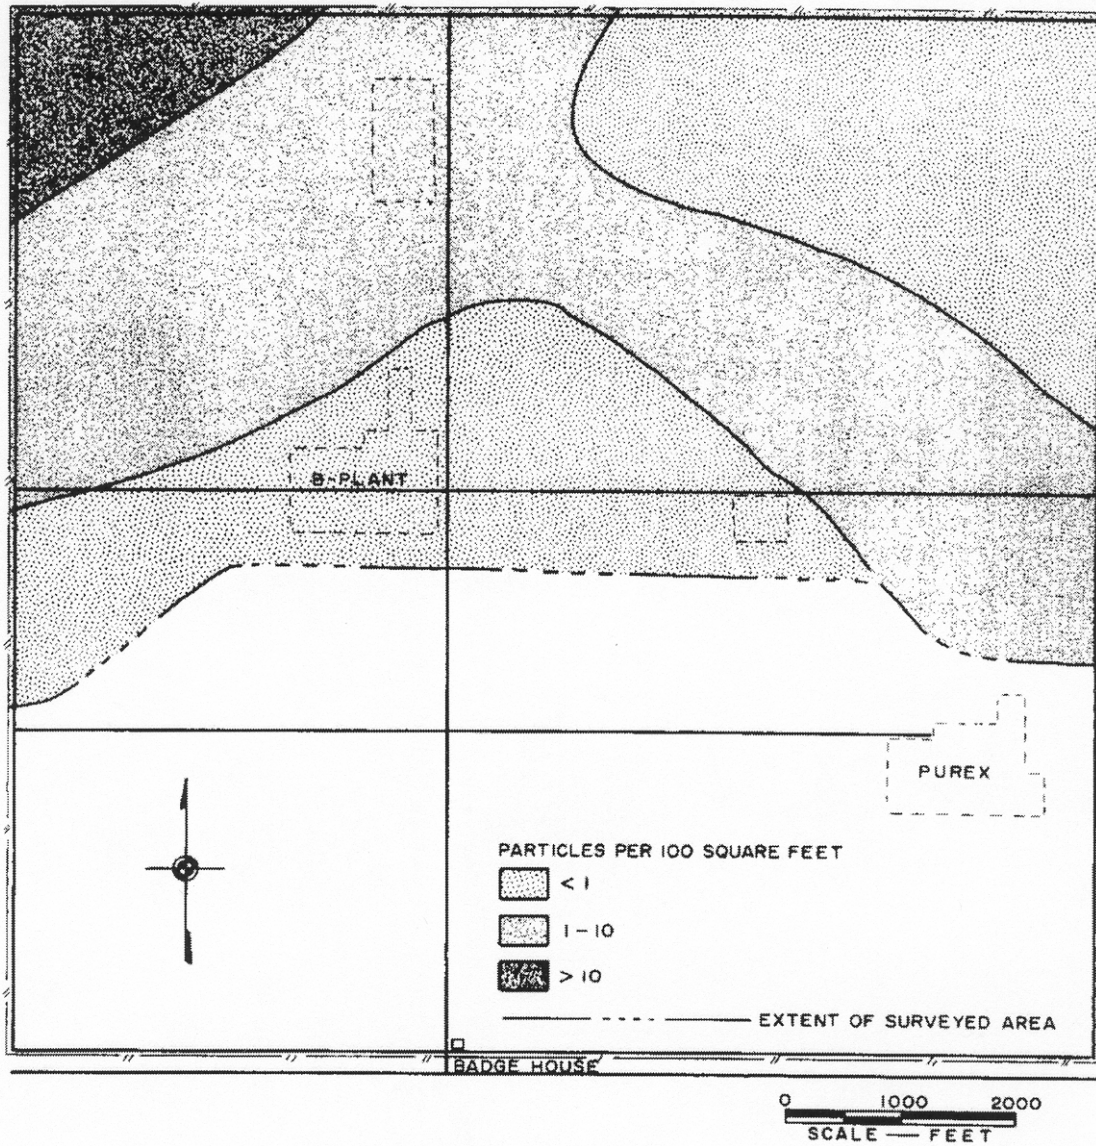 B-PLANT
PUREX
PARTICLES PER 100 SQUARE FEET
< 1
1-10
> 10
EXTENT OF SURVEYED AREA
BADGE HOUSE
0 1000 2000
SCALE — FEET